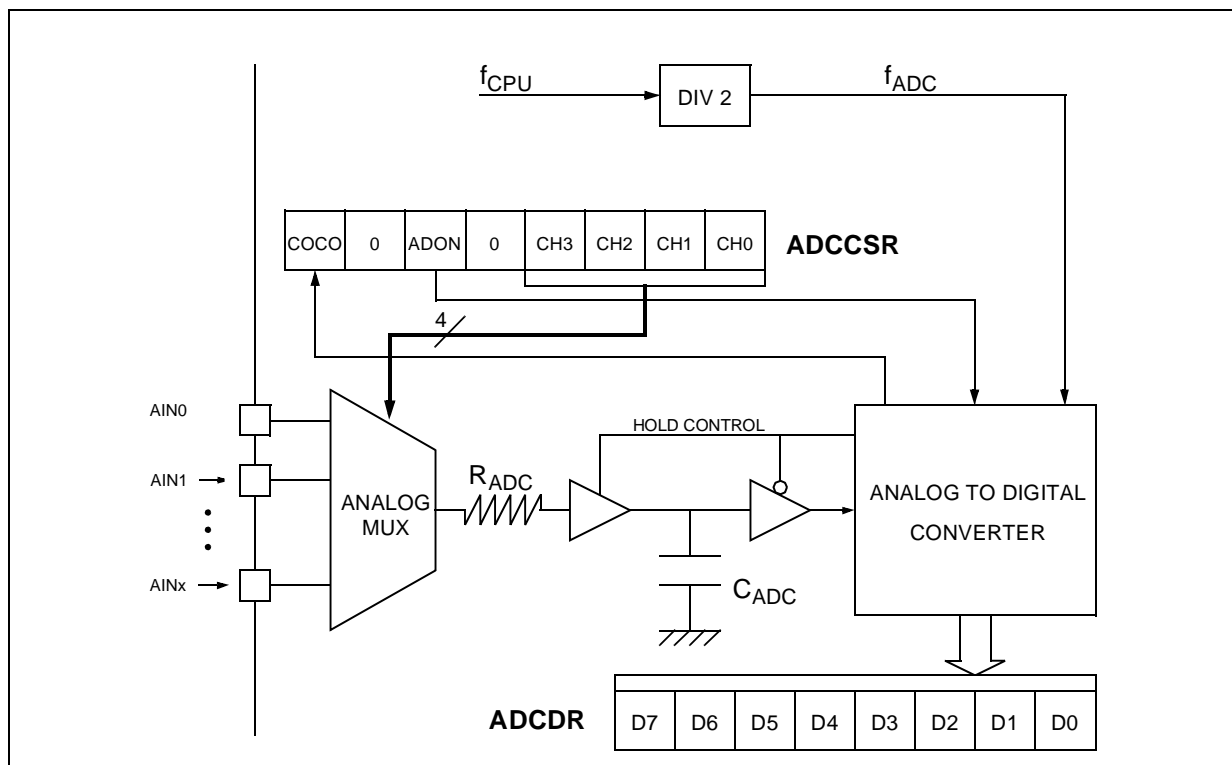 fCPU
DIV 2
fADC
COCO 0 ADON 0 CH3 CH2 CH1 CH0
ADCCSR
4
AIN0
HOLD CONTROL
RADC
AIN1
ANALOG
MUX
ANALOG TO DIGITAL
CONVERTER
AINx
CADC
ADCDR
D7 D6 D5 D4 D3 D2 D1 D0